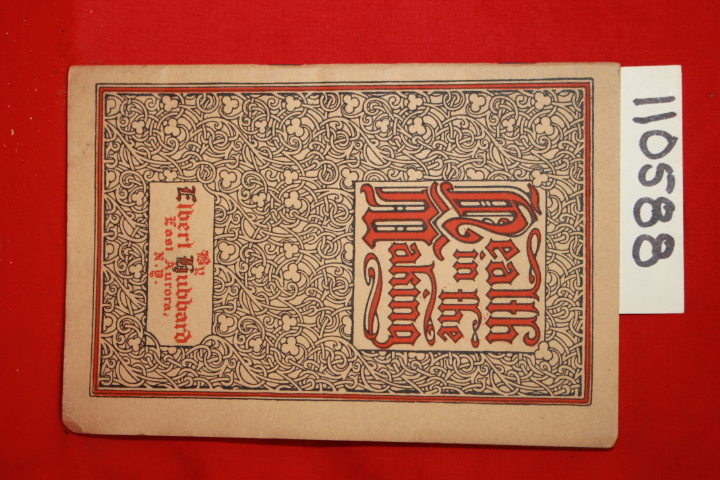 Health
in the
Making
By
Elbert Hubbard
East Aurora,
N.Y.
110588